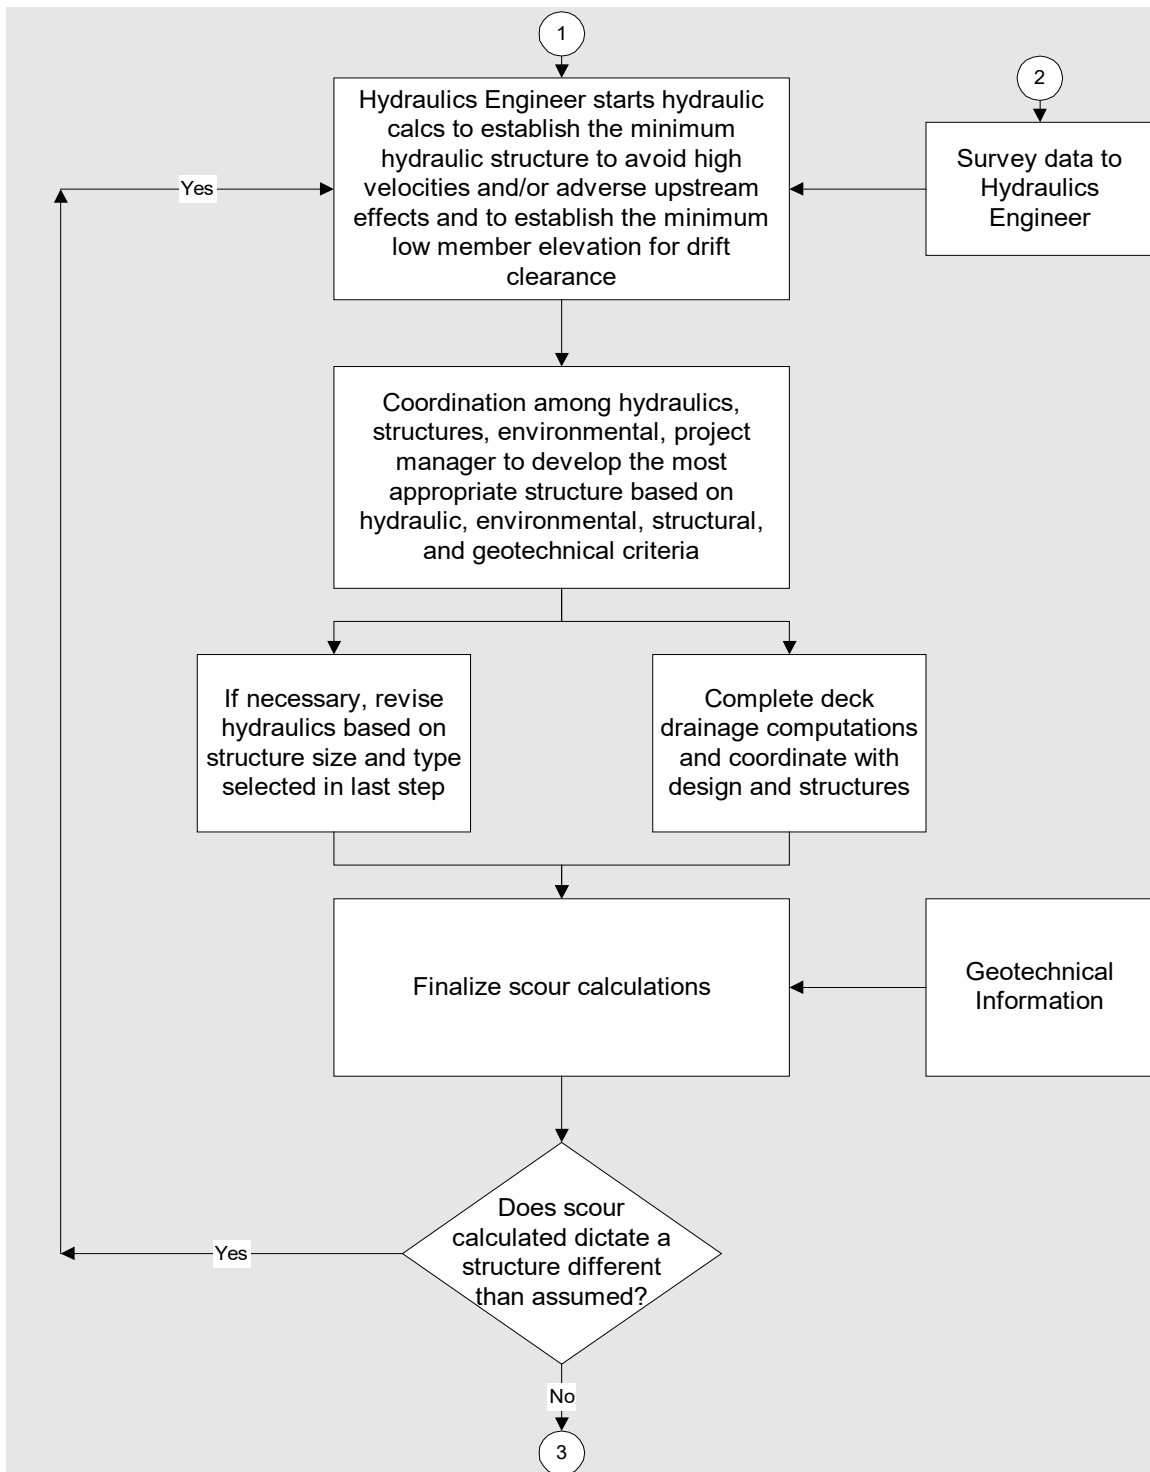 1
2
Hydraulics Engineer starts hydraulic
calcs to establish the minimum
hydraulic structure to avoid high
velocities and/or adverse upstream
effects and to establish the minimum
low member elevation for drift
clearance
Survey data to
Hydraulics
Engineer
Yes
Coordination among hydraulics,
structures, environmental, project
manager to develop the most
appropriate structure based on
hydraulic, environmental, structural,
and geotechnical criteria
If necessary, revise
hydraulics based on
structure size and type
selected in last step
Complete deck
drainage computations
and coordinate with
design and structures
Finalize scour calculations
Geotechnical
Information
Does scour
calculated dictate a
structure different
than assumed?
Yes
No
3